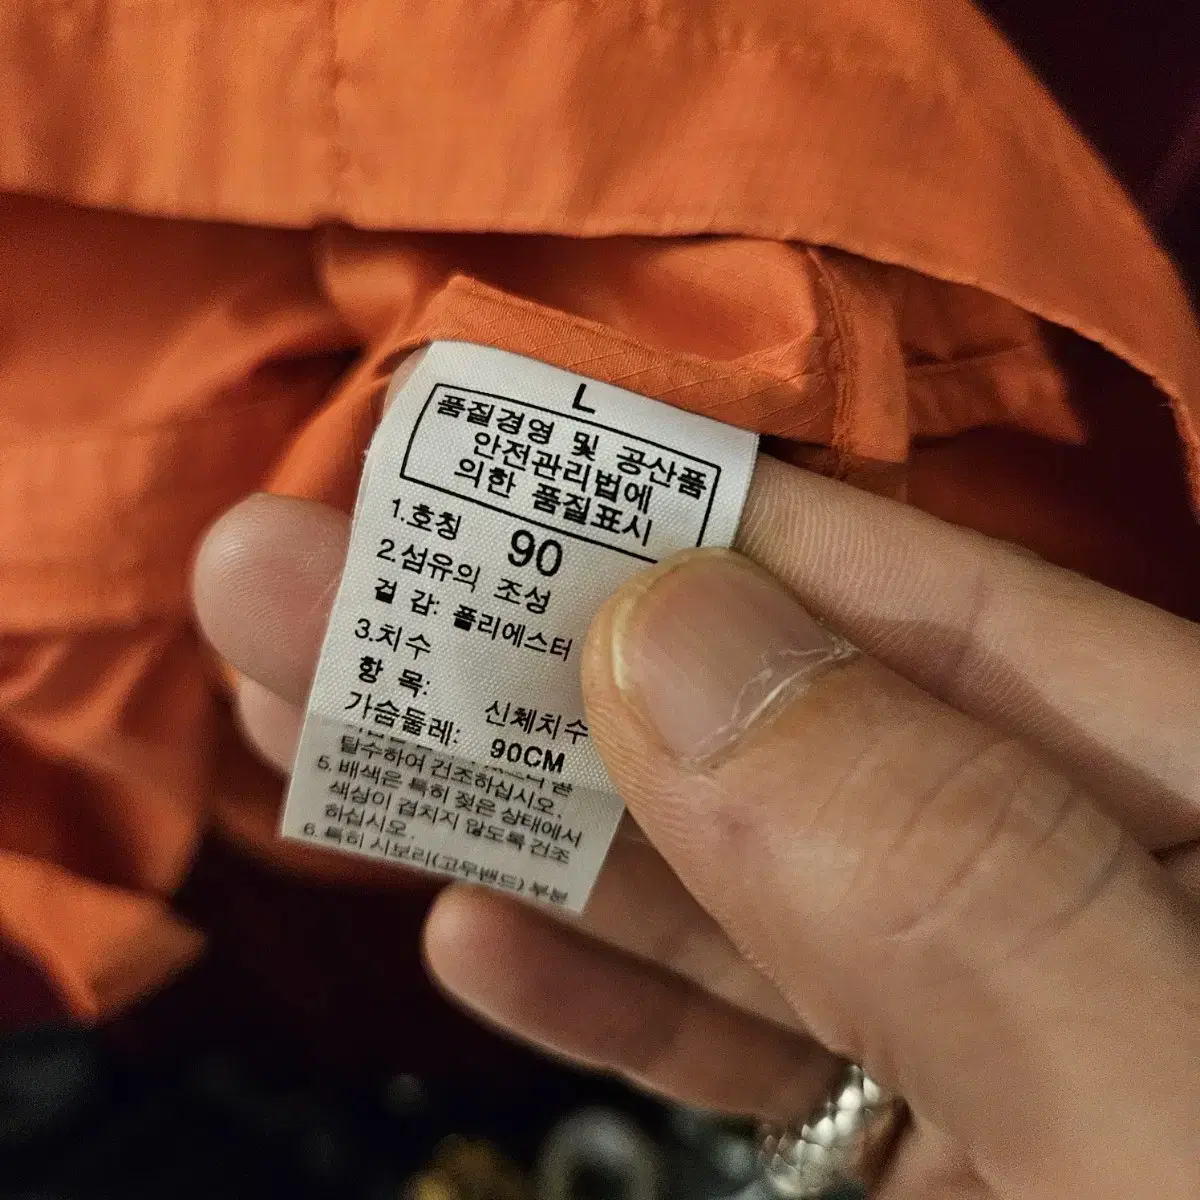 L
품질경영 및 공산품
안전관리법에
의한 품질표시
1.호칭 90
2.섬유의 조성
겉 감: 폴리에스터
3.치수
항 목: 신체치수
가슴둘레: 90CM
탈수하여 건조하십시오.
5. 배색은 특히 젖은 상태에서
색상이 겹치지 않도록 건조
하십시오.
6. 특히 시보리(고무밴드) 부분